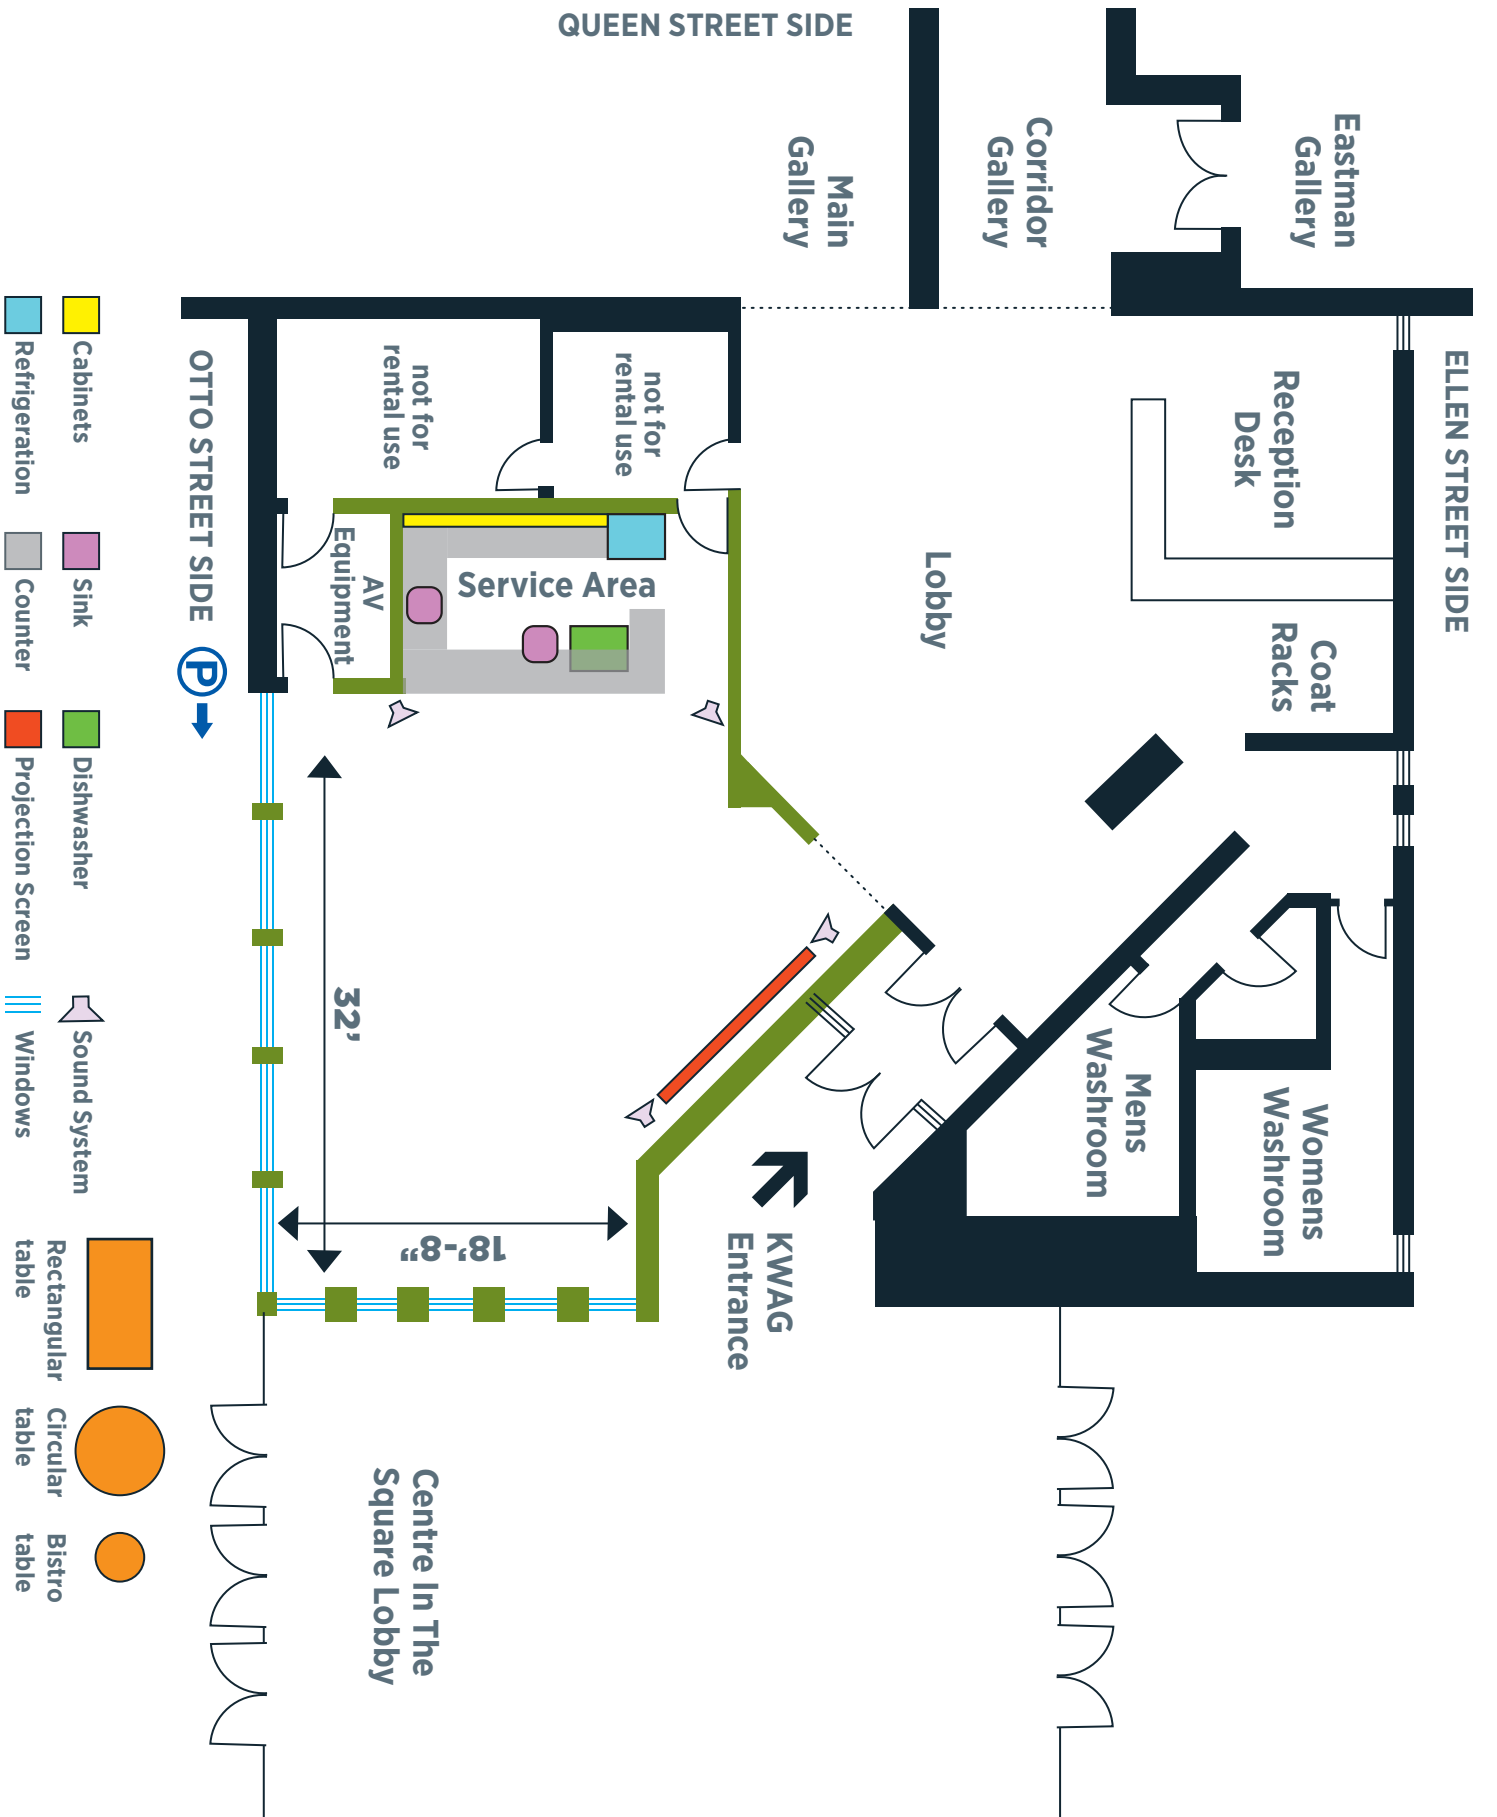 QUEEN STREET SIDE
Eastman
Gallery
Corridor
Gallery
Main
Gallery
ELLEN STREET SIDE
Reception
Desk
not for
rental use
not for
rental use
OTTO STREET SIDE
P
Lobby
Coat
Racks
Service Area
AV
Equipment
32’
18’-8”
Mens
Washroom
Womens
Washroom
KWAG
Entrance
Centre In The
Square Lobby
Cabinets
Refrigeration
Sink
Counter
Dishwasher
Projection Screen
Sound System
Windows
Rectangular
table
Circular
table
Bistro
table